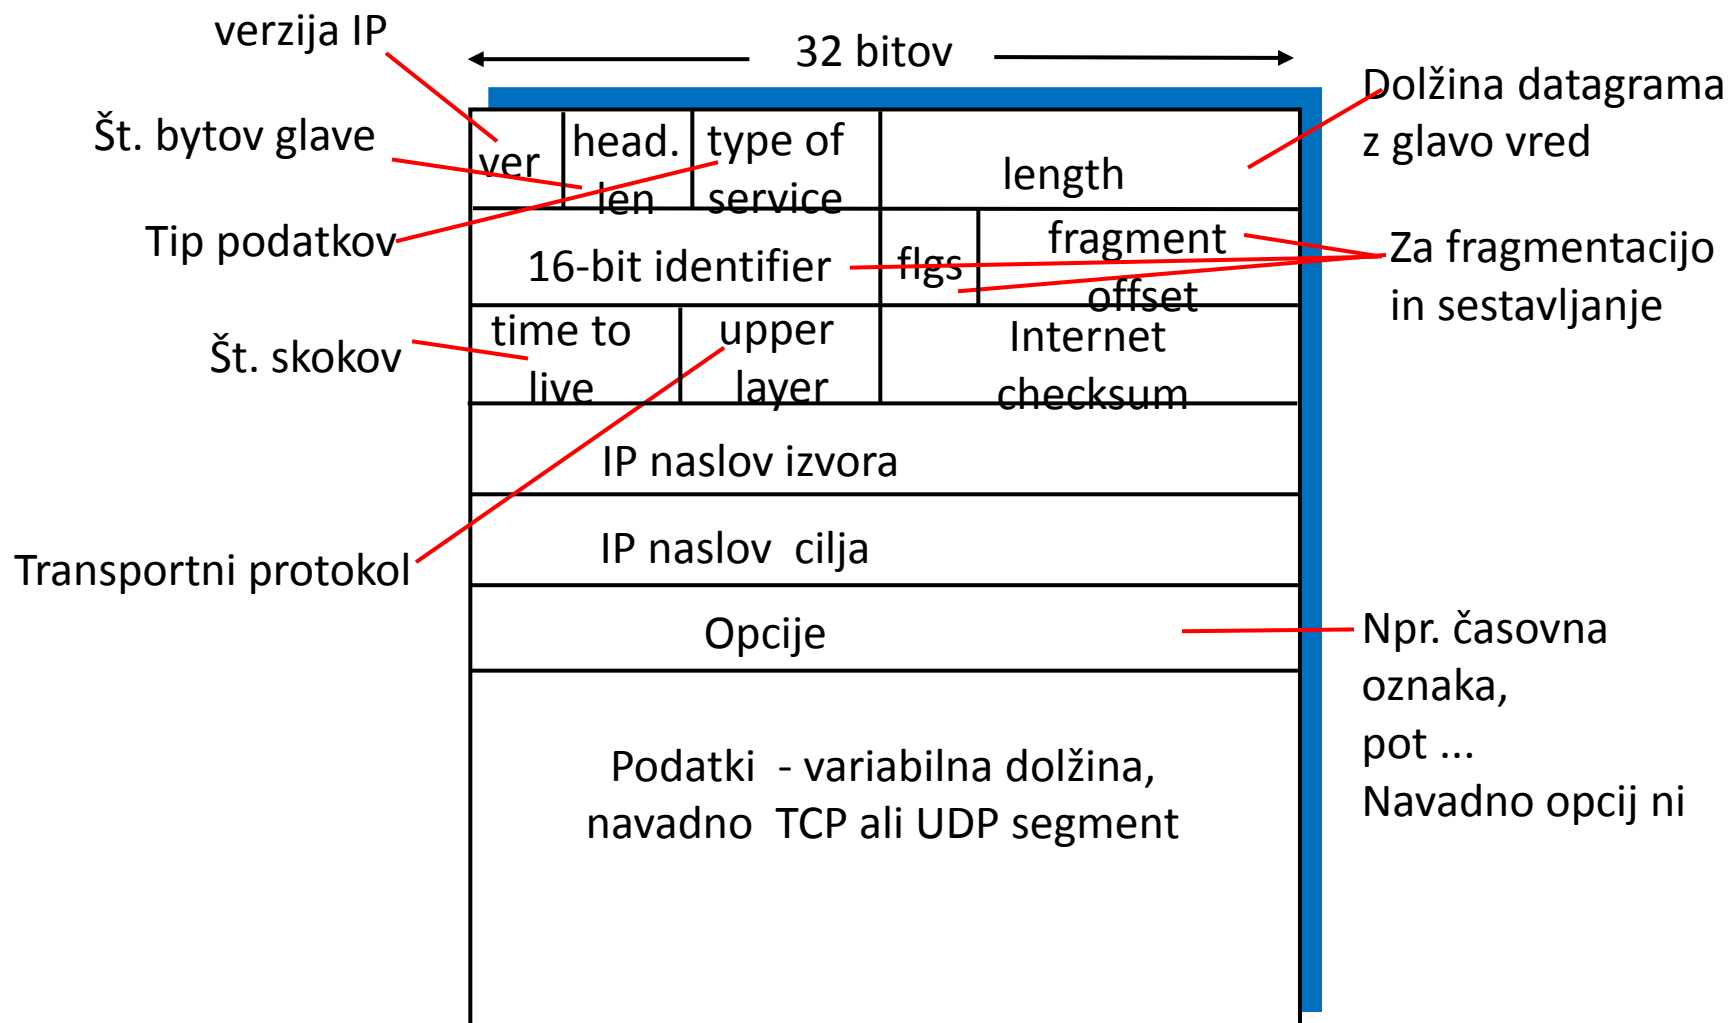 verzija IP
32 bitov
Dolžina datagrama
z glavo vred
Št. bytov glave
ver
head.
len
type of
service
length
Tip podatkov
16-bit identifier
flgs
fragment
offset
Za fragmentacijo
in sestavljanje
Št. skokov
time to
live
upper
layer
Internet
checksum
IP naslov izvora
IP naslov cilja
Transportni protokol
Opcije
Npr. časovna
oznaka,
pot ...
Navadno opcij ni
Podatki - variabilna dolžina,
navadno TCP ali UDP segment